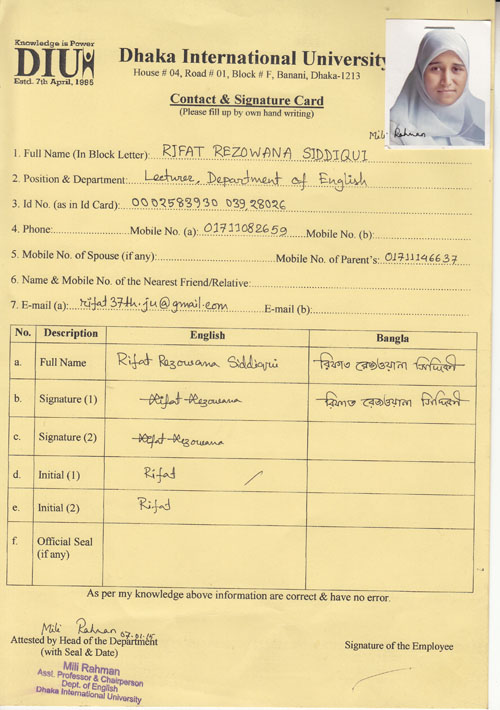 Knowledge is Power
DIU
Estd. 7th April, 1995
Dhaka International University
House # 04, Road # 01, Block # F, Banani, Dhaka-1213
Contact & Signature Card
(Please fill up by own hand writing)
Mili Rahman
1. Full Name (In Block Letter): RIFAT REZOWANA SIDDIQUI
2. Position & Department: Lecturer, Department of English
3. Id No. (as in Id Card): 0002583930 039,28026
4. Phone: Mobile No. (a): 01711082659 Mobile No. (b):
5. Mobile No. of Spouse (if any): Mobile No. of Parent's: 01711146637
6. Name & Mobile No. of the Nearest Friend/Relative:
7. E-mail (a): rifat37th.ju@gmail.com E-mail (b):
No. Description English Bangla
a. Full Name Rifat Rezowana Siddiqui রিফাত রেজওয়ানা সিদ্দিকী
b. Signature (1) Rifat Rezowana রিফাত রেজওয়ানা সিদ্দিকী
c. Signature (2) Rifat Rezowana
d. Initial (1) Rifat
e. Initial (2) Rifat
f. Official Seal
(if any)
As per my knowledge above information are correct & have no error.
Mili Rahman
07.01.15
Attested by Head of the Department
(with Seal & Date)
Signature of the Employee
Mili Rahman
Asst. Professor & Chairperson
Dept. of English
Dhaka International University